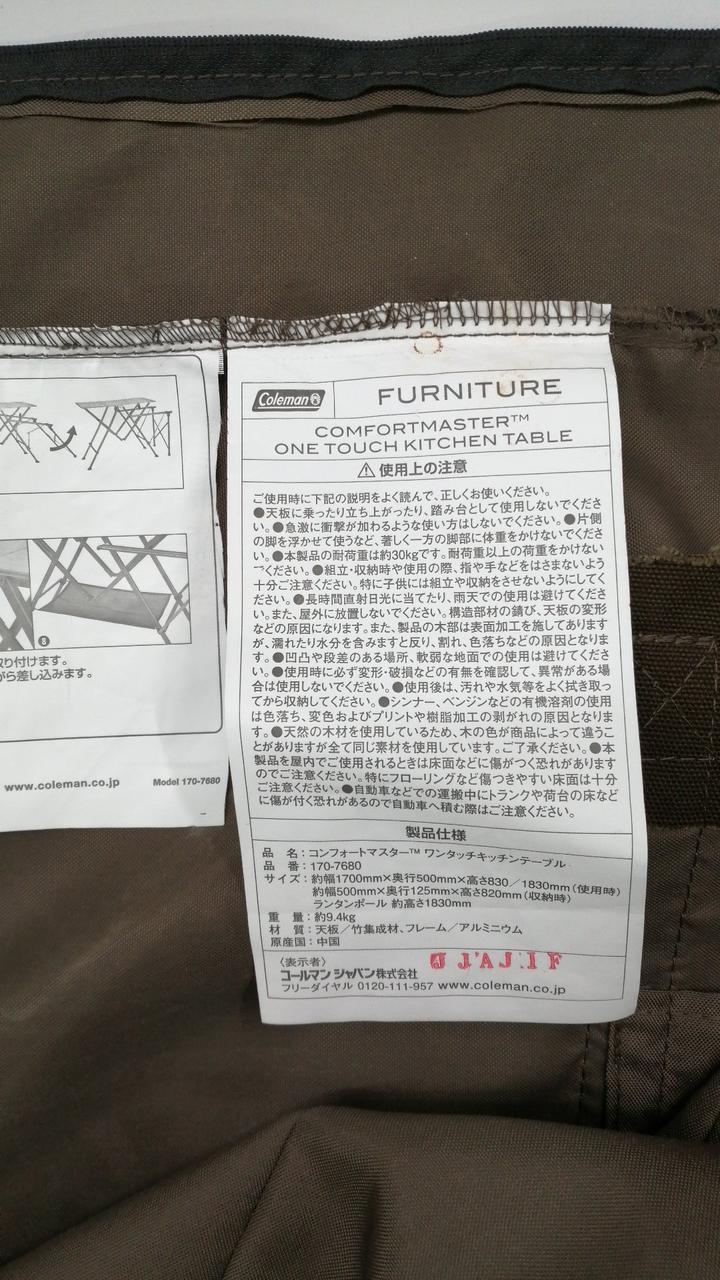 Coleman
FURNITURE
COMFORTMASTER™
ONE TOUCH KITCHEN TABLE
⚠使用上の注意
ご使用時に下記の説明をよく読んで、正しくお使いください。
●天板に乗ったり立ち上がったり、踏み台として使用しないでくださ
い。●急激に衝撃が加わるような使い方はしないでください。●片側
の脚を浮かせて使うなど、著しく一方の脚部に体重をかけないでくださ
い。●本製品の耐荷重は約30kgです。耐荷重以上の荷重をかけない
でください。●組立・収納時や使用の際、指や手などをはさまないよう
十分ご注意ください。特に子供には組立や収納をさせないようにしてく
ださい。●長時間直射日光に当たり、雨天での使用は避けてくださ
い。また、屋外に放置しないでください。構造部材の錆び、天板の変形
などの原因になります。また、製品の木部は表面加工を施してあります
が、濡れたり水分を含みますと反り、割れ、色落ちなどの原因となりま
す。●凹凸や段差のある場所、軟弱な地面での使用は避けてくださ
い。●使用時に必ず変形・破損などの有無を確認して、異常がある場
合は使用しないでください。●使用後は、汚れや水気等をよく拭き取っ
てから収納してください。●シンナー、ベンジンなどの有機溶剤の使用
は色落ち、変色およびプリントや樹脂加工の剥がれの原因となりま
す。●天然の木材を使用しているため、木の色が商品によって違うこ
とがありますが全て同じ素材を使用しています。ご了承ください。●本
製品を屋内でご使用されるときは床面などに傷がつく恐れがあります
のでご注意ください。特にフローリングなど傷つきやすい床面は十分
ご注意ください。●自動車などでの運搬中にトランクや荷台の床など
に傷が付く恐れがあるので自動車へ積む際はご注意ください。
製品仕様
品　名：コンフォートマスター™ ワンタッチキッチンテーブル
品　番：170-7680
サイズ：約幅1700mm×奥行500mm×高さ830／1830mm（使用時）
約幅500mm×奥行125mm×高さ820mm（収納時）
ランタンポール 約高さ1830mm
重　量：約9.4kg
材　質：天板／竹集成材、フレーム／アルミニウム
原産国：中国
〈表示者〉
コールマン ジャパン株式会社
フリーダイヤル 0120-111-957 www.coleman.co.jp
❽
取り付けます。
がら差し込みます。
www.coleman.co.jp
Model 170-7680